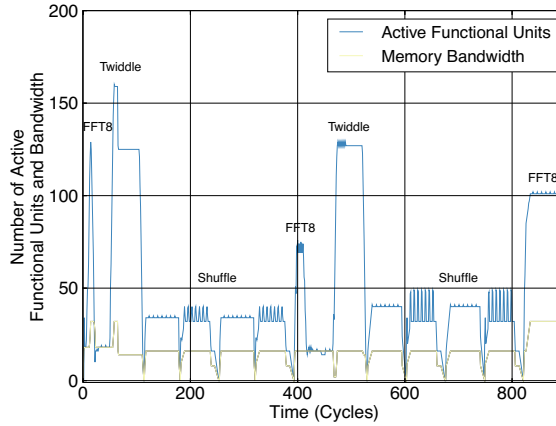 200
150
100
50
0
Number of Active
Functional Units and Bandwidth
Active Functional Units
Memory Bandwidth
Twiddle
FFT8
Shuffle
FFT8
Twiddle
Shuffle
FFT8
0
200
400
600
800
Time (Cycles)